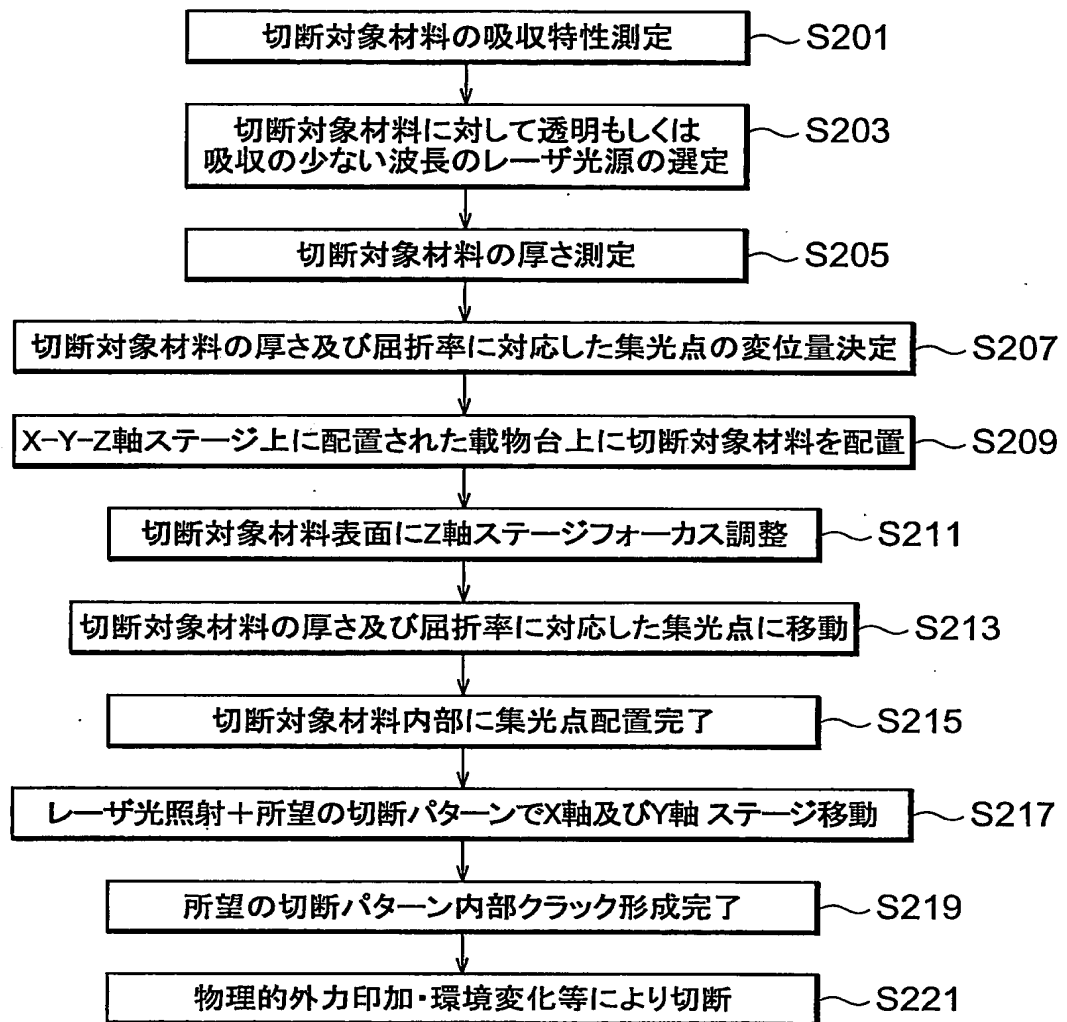 切断対象材料の吸収特性測定 S201
切断対象材料に対して透明もしくは
吸収の少ない波長のレーザ光源の選定 S203
切断対象材料の厚さ測定 S205
切断対象材料の厚さ及び屈折率に対応した集光点の変位量決定 S207
X-Y-Z軸ステージ上に配置された載物台上に切断対象材料を配置 S209
切断対象材料表面にZ軸ステージフォーカス調整 S211
切断対象材料の厚さ及び屈折率に対応した集光点に移動 S213
切断対象材料内部に集光点配置完了 S215
レーザ光照射+所望の切断パターンでX軸及びY軸 ステージ移動 S217
所望の切断パターン内部クラック形成完了 S219
物理的外力印加・環境変化等により切断 S221